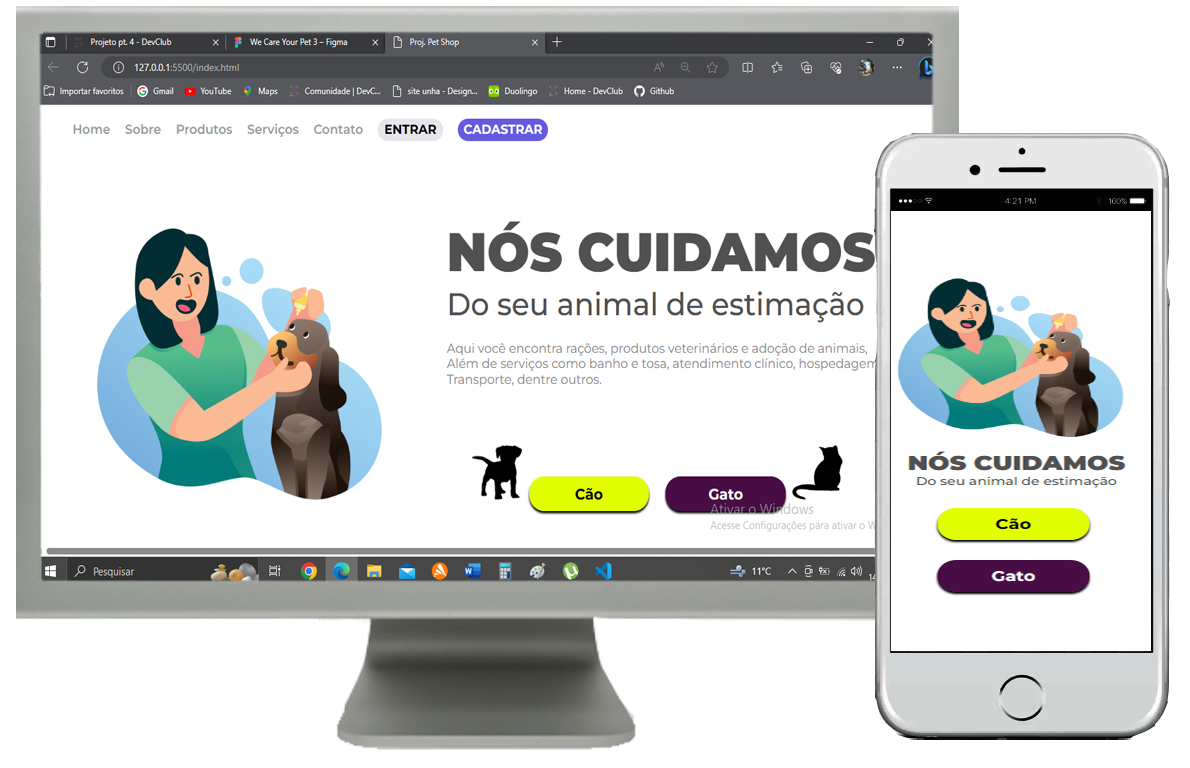 Projeto pt. 4 - DevClub
We Care Your Pet 3 – Figma
Proj. Pet Shop
127.0.0.1:5500/index.html
Importar favoritos
Gmail
YouTube
Maps
Comunidade | DevC...
site unha - Design...
Duolingo
Home - DevClub
Github
Home Sobre Produtos Serviços Contato ENTRAR CADASTRAR
NÓS CUIDAMOS
Do seu animal de estimação
Aqui você encontra rações, produtos veterinários e adoção de animais,
Além de serviços como banho e tosa, atendimento clínico, hospedagem
Transporte, dentre outros.
Cão
Gato
Ativar o Windows
Acesse Configurações para ativar o W
Pesquisar
11°C
14
4:21 PM
100%
NÓS CUIDAMOS
Do seu animal de estimação
Cão
Gato